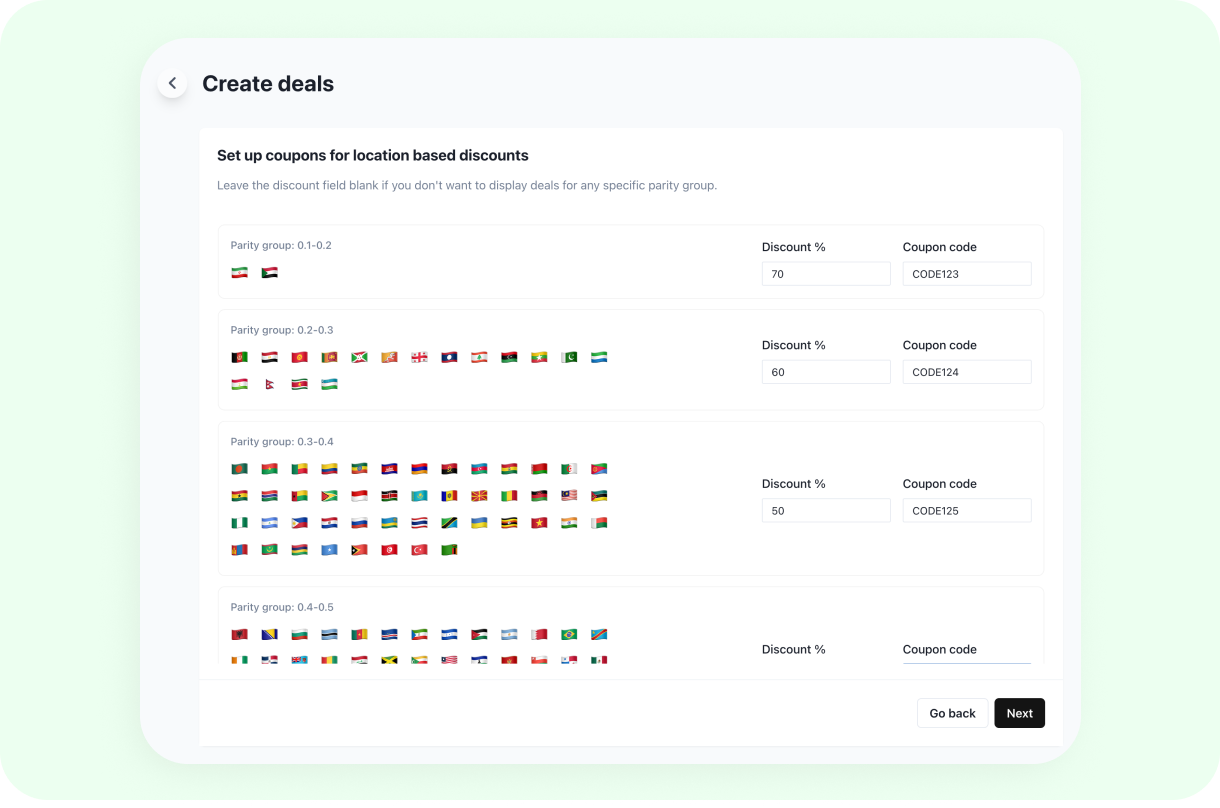 Create deals
Set up coupons for location based discounts
Leave the discount field blank if you don't want to display deals for any specific parity group.
Parity group: 0.1-0.2
Discount %
Coupon code
70
CODE123
Parity group: 0.2-0.3
Discount %
Coupon code
60
CODE124
Parity group: 0.3-0.4
Discount %
Coupon code
50
CODE125
Parity group: 0.4-0.5
Discount %
Coupon code
Go back
Next